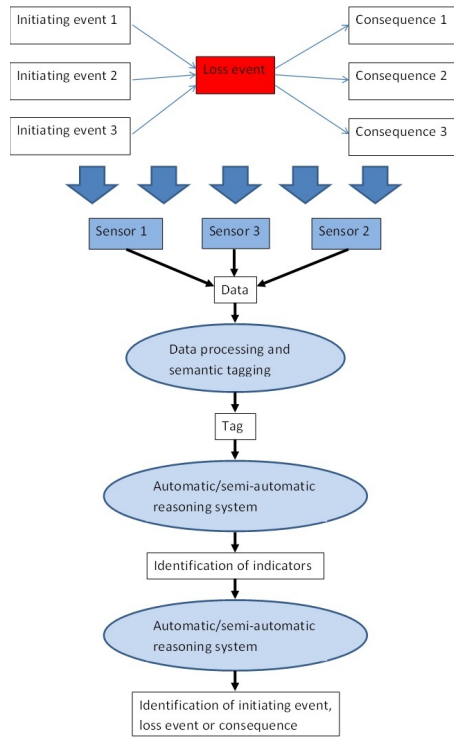 Initiating event 1
Consequence 1
Loss event
Initiating event 2
Consequence 2
Initiating event 3
Consequence 3
Sensor 1
Sensor 3
Sensor 2
Data
Data processing and
semantic tagging
Tag
Automatic/semi-automatic
reasoning system
Identification of indicators
Automatic/semi-automatic
reasoning system
Identification of initiating event,
loss event or consequence